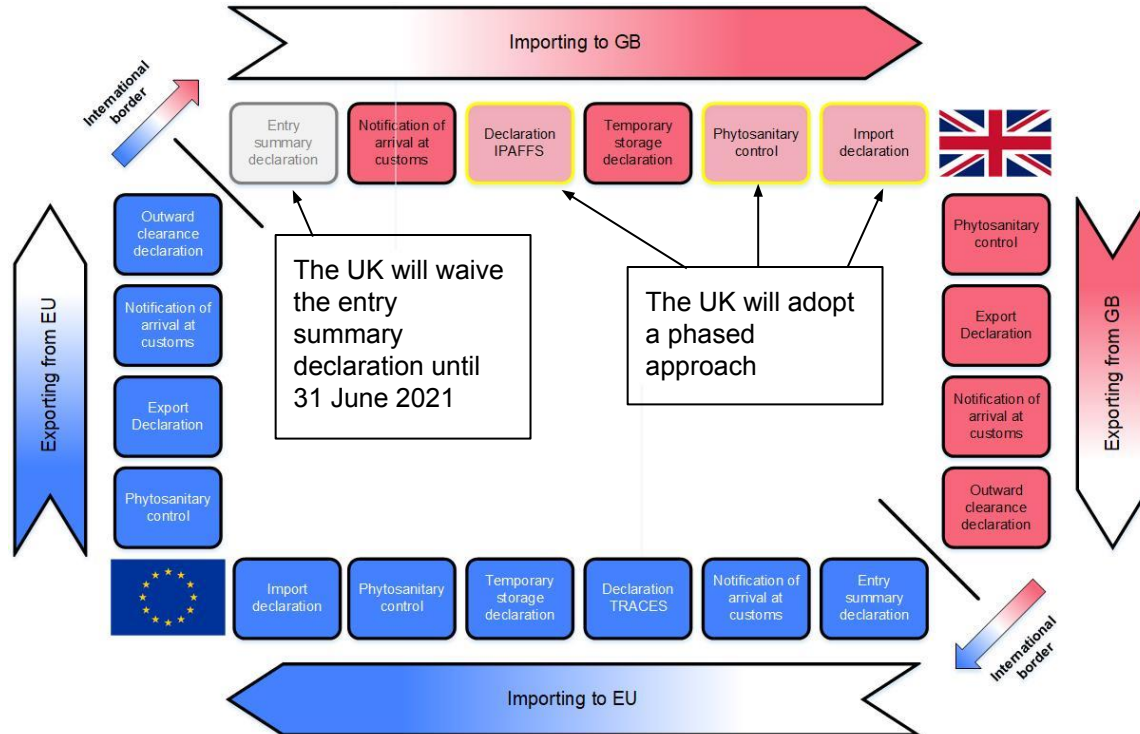 Importing to GB
International
border
Entry
summary
declaration
Notification of
arrival at
customs
Declaration
IPAFFS
Temporary
storage
declaration
Phytosanitary
control
Import
declaration
Outward
clearance
declaration
Notification of
arrival at
customs
Export
Declaration
Phytosanitary
control
Exporting from EU
The UK will waive
the entry
summary
declaration until
31 June 2021
The UK will adopt
a phased
approach
Phytosanitary
control
Export
Declaration
Notification of
arrival at
customs
Outward
clearance
declaration
Exporting from GB
Import
declaration
Phytosanitary
control
Temporary
storage
declaration
Declaration
TRACES
Notification of
arrival at
customs
Entry
summary
declaration
International
border
Importing to EU